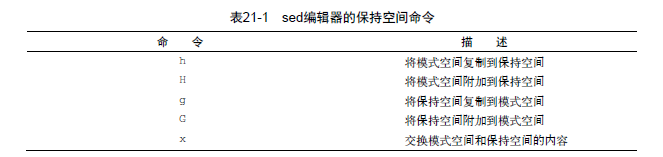 表21-1 sed编辑器的保持空间命令
命 令 描 述
h 将模式空间复制到保持空间
H 将模式空间附加到保持空间
g 将保持空间复制到模式空间
G 将保持空间附加到模式空间
x 交换模式空间和保持空间的内容